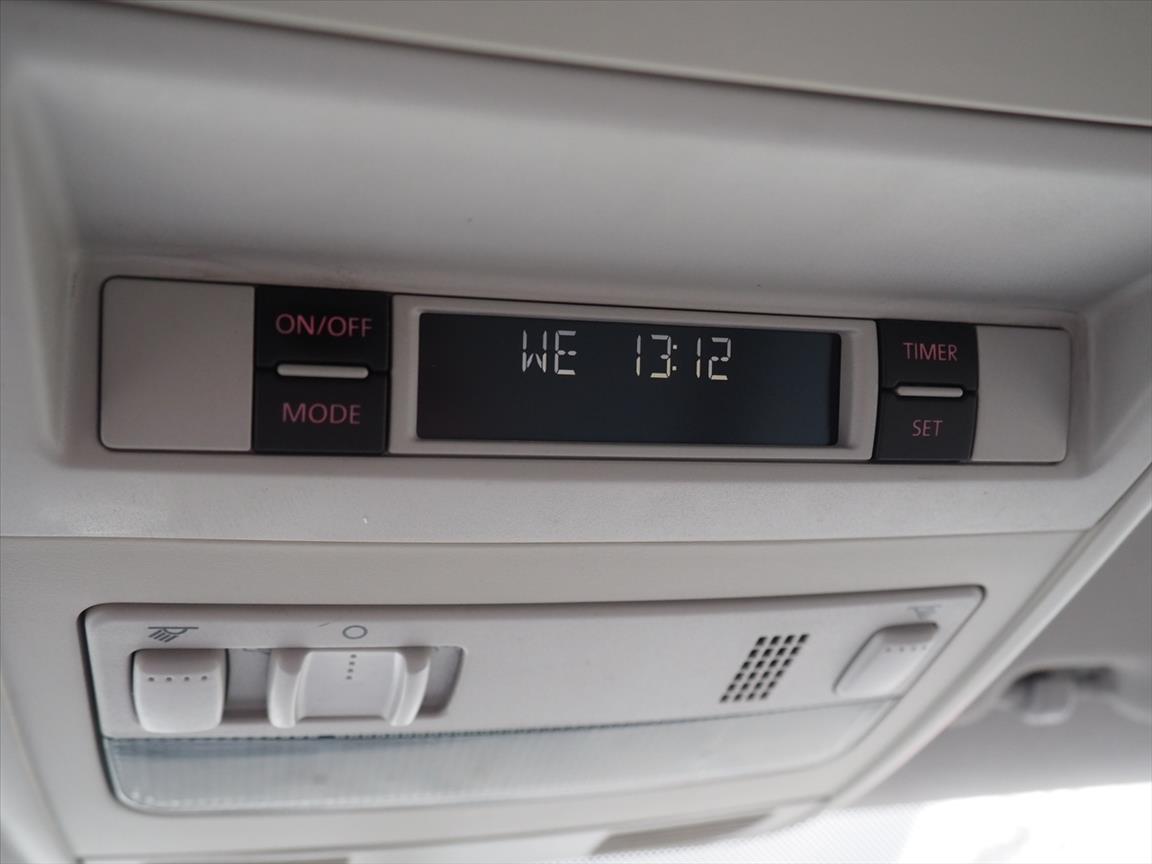 ON/OFF
MODE
WE 13:12
TIMER
SET